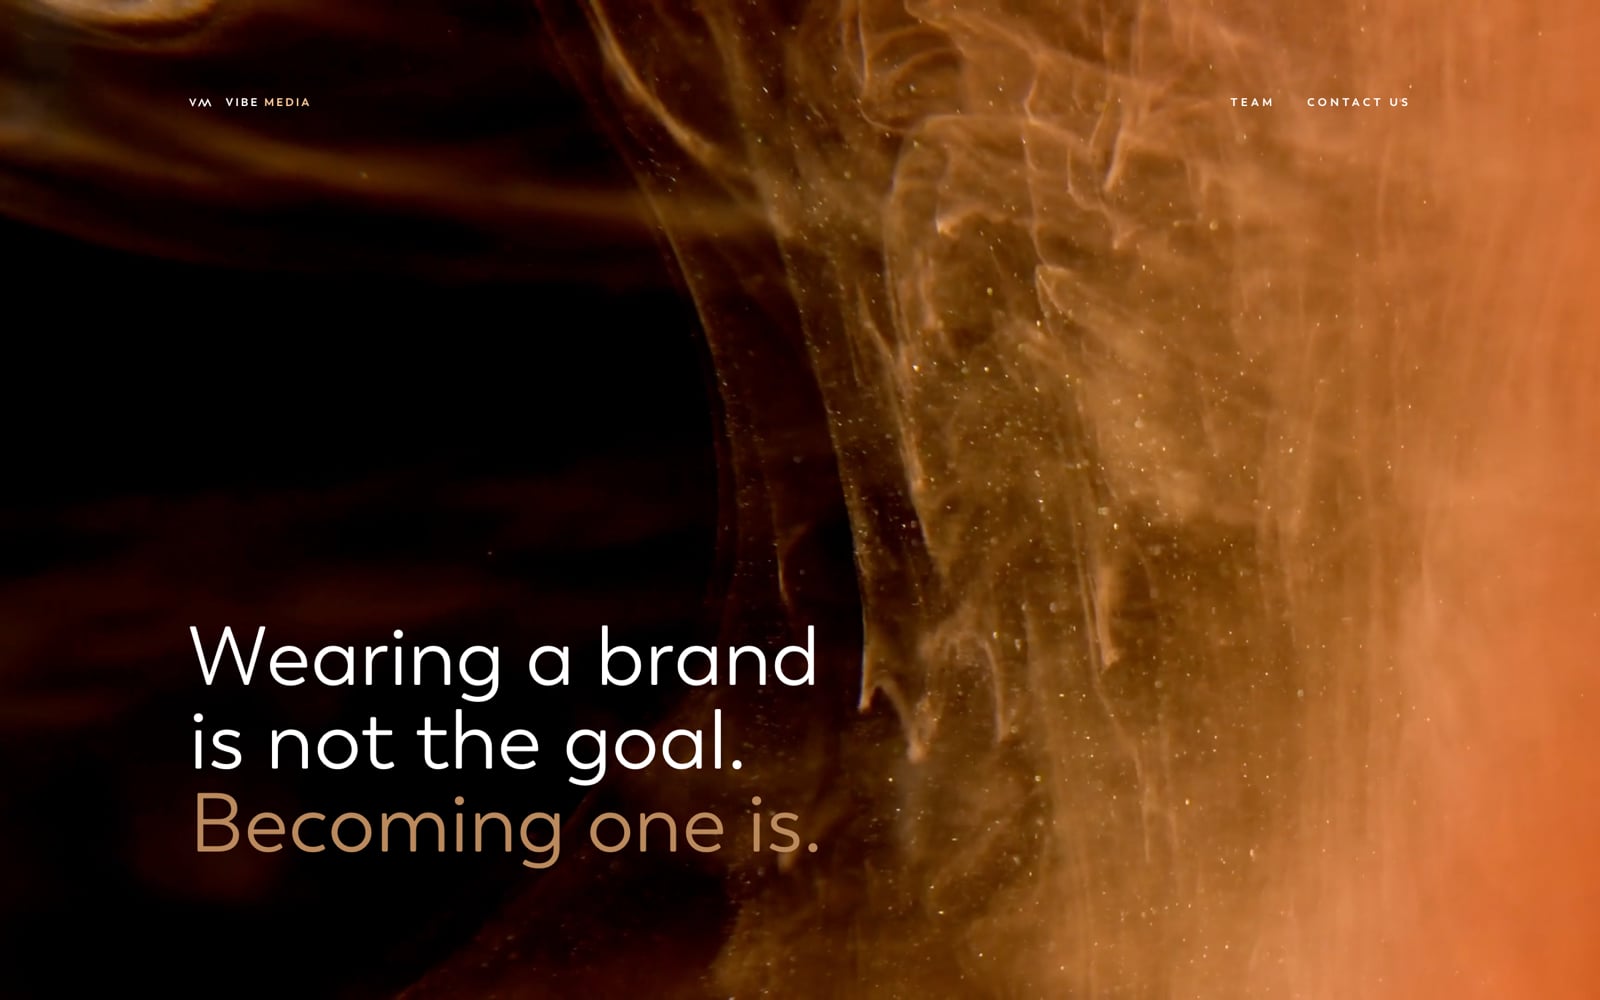 VM VIBE MEDIA
TEAM CONTACT US
Wearing a brand
is not the goal.
Becoming one is.